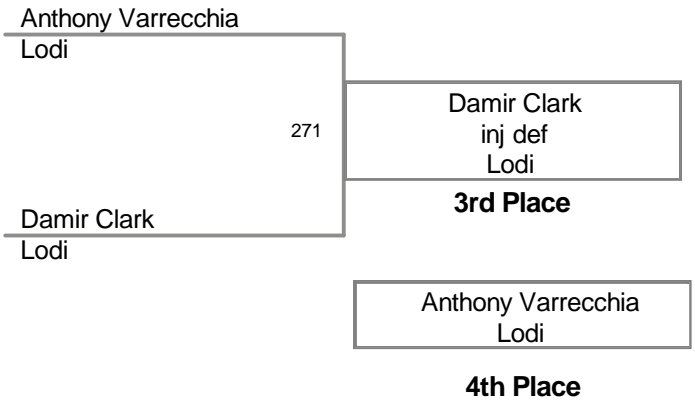 Anthony Varrecchia
Lodi
271
Damir Clark
inj def
Lodi
3rd Place
Damir Clark
Lodi
Anthony Varrecchia
Lodi
4th Place